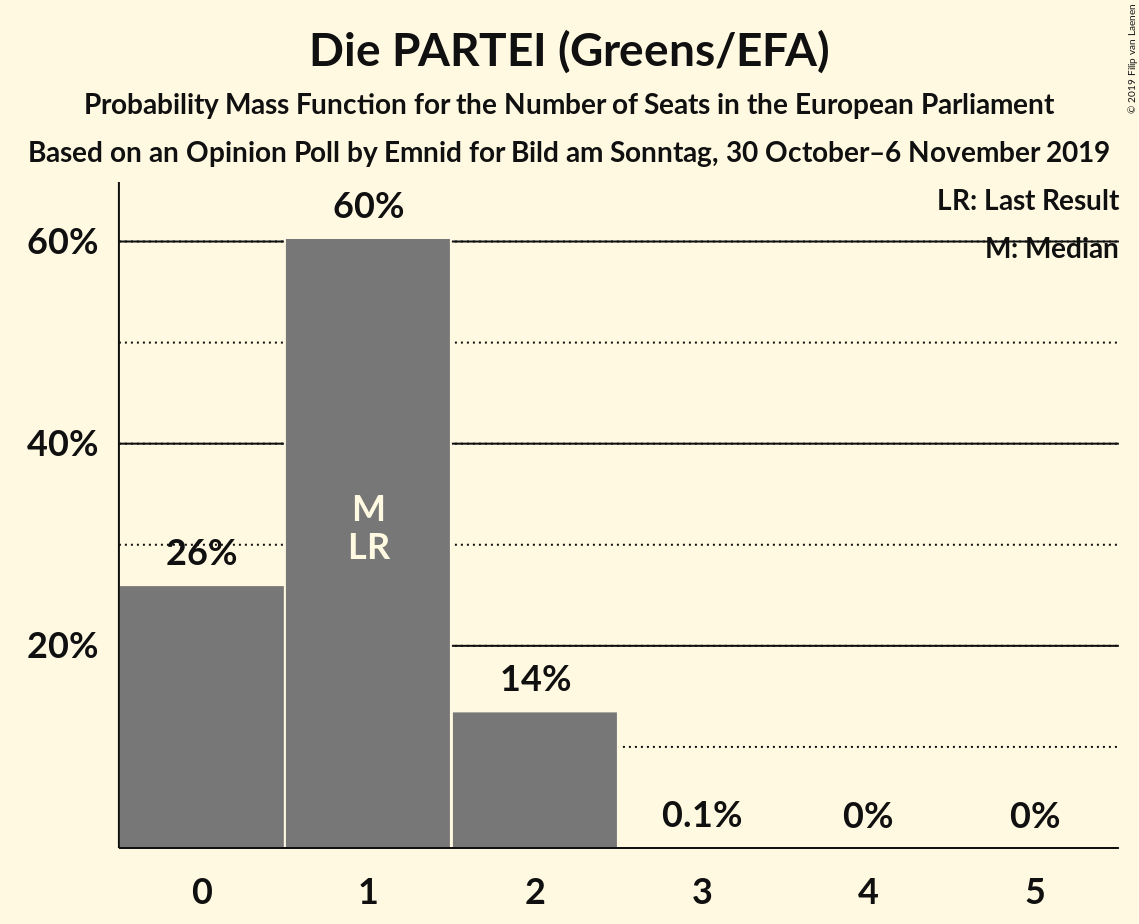 Die PARTEI (Greens/EFA)
Probability Mass Function for the Number of Seats in the European Parliament
Based on an Opinion Poll by Emnid for Bild am Sonntag, 30 October–6 November 2019
© 2019 Filip van Laenen
LR: Last Result
M: Median
60%
40%
20%
26%
60%
M
LR
14%
0.1%
0%
0%
0 1 2 3 4 5